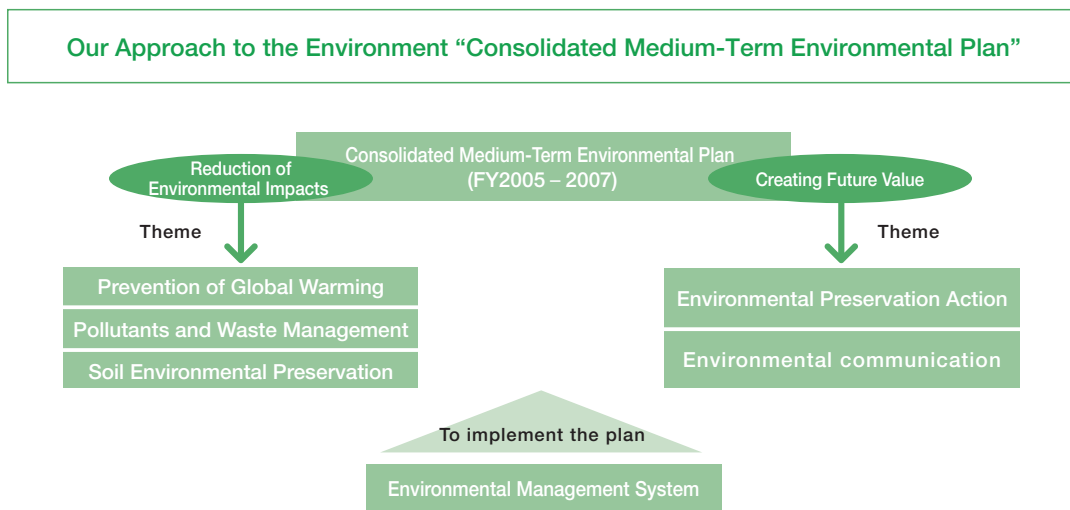 Our Approach to the Environment “Consolidated Medium-Term Environmental Plan”
Consolidated Medium-Term Environmental Plan
(FY2005 – 2007)
Reduction of
Environmental Impacts
Creating Future Value
Theme
Theme
Prevention of Global Warming
Pollutants and Waste Management
Soil Environmental Preservation
Environmental Preservation Action
Environmental communication
To implement the plan
Environmental Management System